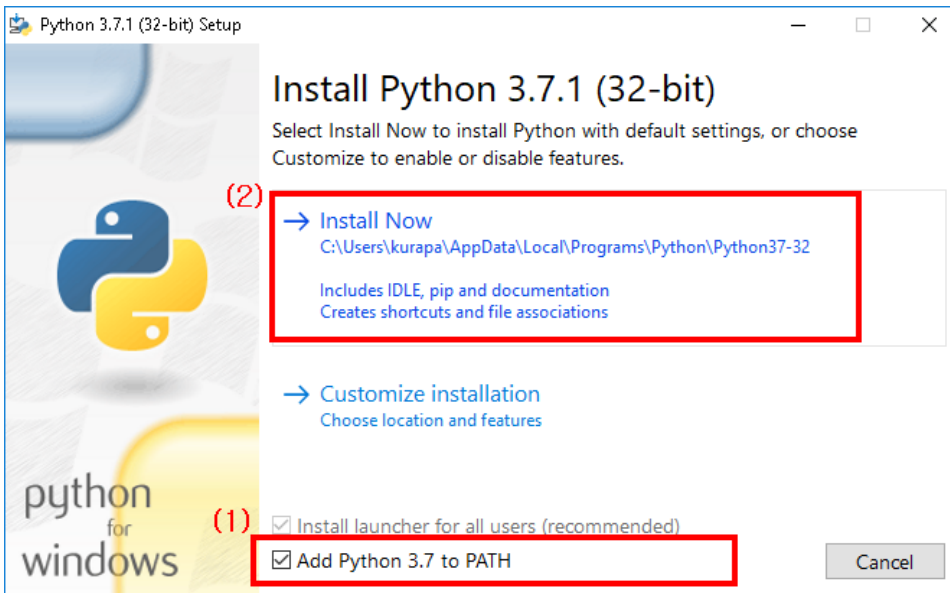 Python 3.7.1 (32-bit) Setup
Install Python 3.7.1 (32-bit)
Select Install Now to install Python with default settings, or choose
Customize to enable or disable features.
(2)
Install Now
C:\Users\kurapa\AppData\Local\Programs\Python\Python37-32
Includes IDLE, pip and documentation
Creates shortcuts and file associations
Customize installation
Choose location and features
python
for
windows
(1)
Install launcher for all users (recommended)
Add Python 3.7 to PATH
Cancel